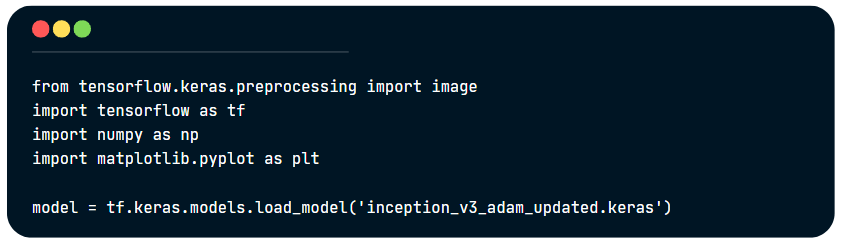 from tensorflow.keras.preprocessing import image
import tensorflow as tf
import numpy as np
import matplotlib.pyplot as plt
model = tf.keras.models.load_model('inception_v3_adam_updated.keras')